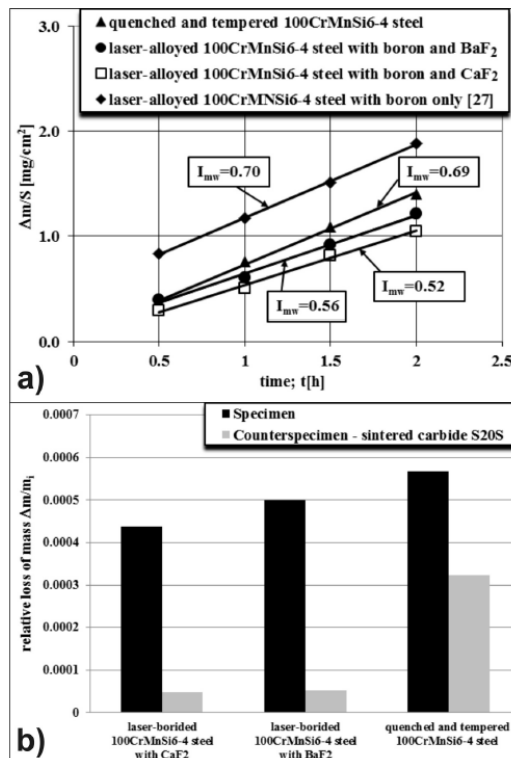 quenched and tempered 100CrMnSi6-4 steel
laser-alloyed 100CrMnSi6-4 steel with boron and BaF2
laser-alloyed 100CrMnSi6-4 steel with boron and CaF2
laser-alloyed 100CrMNSi6-4 steel with boron only [27]
Δm/S [mg/cm²]
3.0
2.0
1.0
0.0
Imw=0.70
Imw=0.69
Imw=0.56
Imw=0.52
0
0.5
1
1.5
2
2.5
time; t[h]
a)
Specimen
Counterspecimen - sintered carbide S20S
relative loss of mass Δm/mi
0.0007
0.0006
0.0005
0.0004
0.0003
0.0002
0.0001
0
laser-borided
100CrMnSi6-4 steel
with CaF2
laser-borided
100CrMnSi6-4 steel
with BaF2
quenched and tempered
100CrMnSi6-4 steel
b)